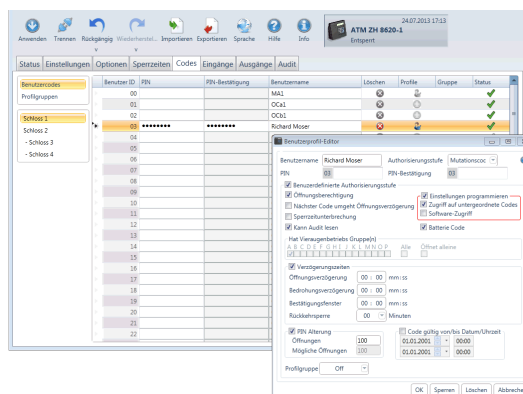 Anwenden Trennen Rückgängig Wiederherstel... Importieren Exportieren Sprache Hilfe Info
24.07.2013 17:13
ATM ZH 8620-1
Entsperrt
Status Einstellungen Optionen Sperrzeiten Codes Eingänge Ausgänge Audit
Benutzercodes
Profilgruppen
Schloss 1
Schloss 2
- Schloss 3
- Schloss 4
Benutzer ID PIN PIN-Bestätigung Benutzername Löschen Profile Gruppe Status
00 MA1
01 OCa1
02 OCb1
03 •••••••• •••••••• Richard Moser
04
05
06
07
08
09
10
11
12
13
14
15
16
17
18
19
20
21
22
Benutzerprofil-Editor
Benutzername Richard Moser Authorisierungsstufe Mutationscoc
PIN 03 PIN-Bestätigung 03
Benutzerdefinierte Authorisierungsstufe
Öffnungsberechtigung
Nächster Code umgeht Öffnungsverzögerung
Sperrzeitunterbrechung
Kann Audit lesen
Einstellungen programmieren
Zugriff auf untergeordnete Codes
Software-Zugriff
Batterie Code
Hat Vieraugenbetriebs Gruppe(n)
A B C D E F G H I J K L M N O P Alle Öffnet alleine
Verzögerungszeiten
Öffnungsverzögerung 00 : 00 mm:ss
Bedrohungsverzögerung 00 : 00 mm:ss
Bestätigungsfenster 00 : 00 mm:ss
Rückkehrsperre 00 Minuten
PIN Alterung
Öffnungen 100
Mögliche Öffnungen 100
Code gültig von/bis Datum/Uhrzeit
01.01.2001 00:00
01.01.2001 00:00
Profilgruppe Off
OK Sperren Löschen Abbreche